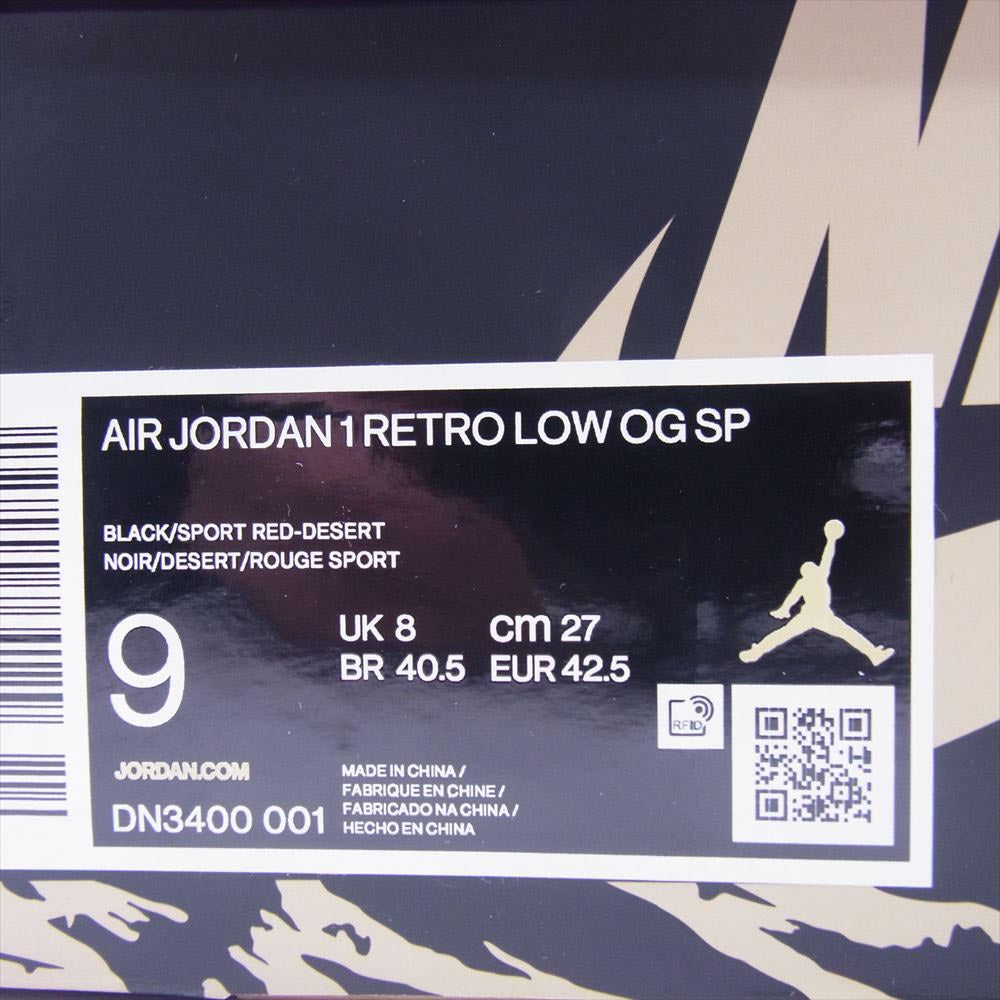 AIR JORDAN 1 RETRO LOW OG SP
BLACK/SPORT RED-DESERT
NOIR/DESERT/ROUGE SPORT
9
UK 8 cm 27
BR 40.5 EUR 42.5
RFID
JORDAN.COM
DN3400 001
MADE IN CHINA /
FABRIQUE EN CHINE /
FABRICADO NA CHINA /
HECHO EN CHINA